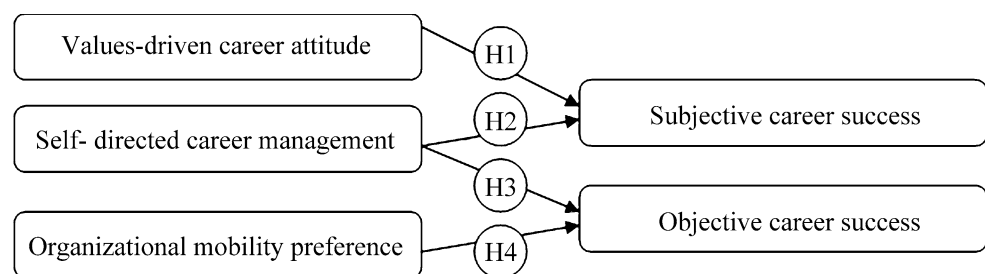 Values-driven career attitude
H1
Subjective career success
H2
Self- directed career management
H3
Objective career success
Organizational mobility preference
H4